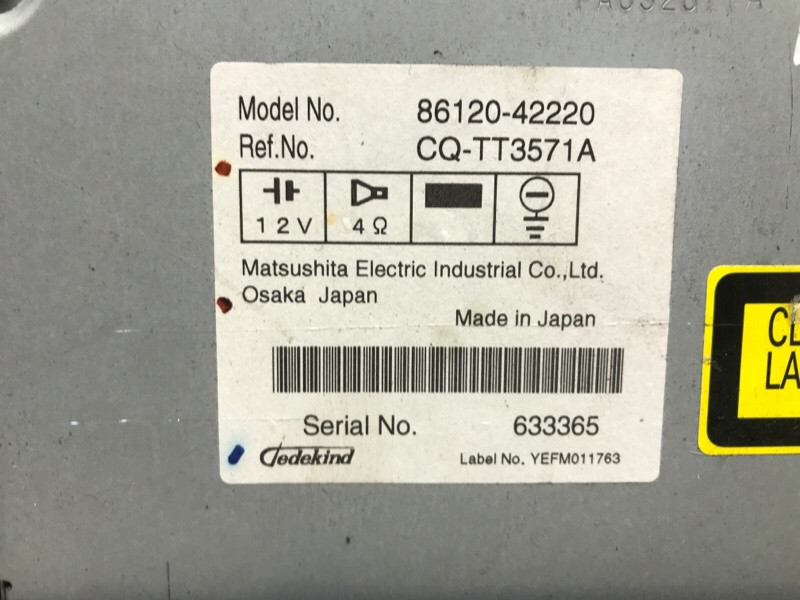 Model No. 86120-42220
Ref.No. CQ-TT3571A
12V 4Ω
Matsushita Electric Industrial Co.,Ltd.
Osaka Japan
Made in Japan
Serial No. 633365
Dedekind Label No. YEFM011763